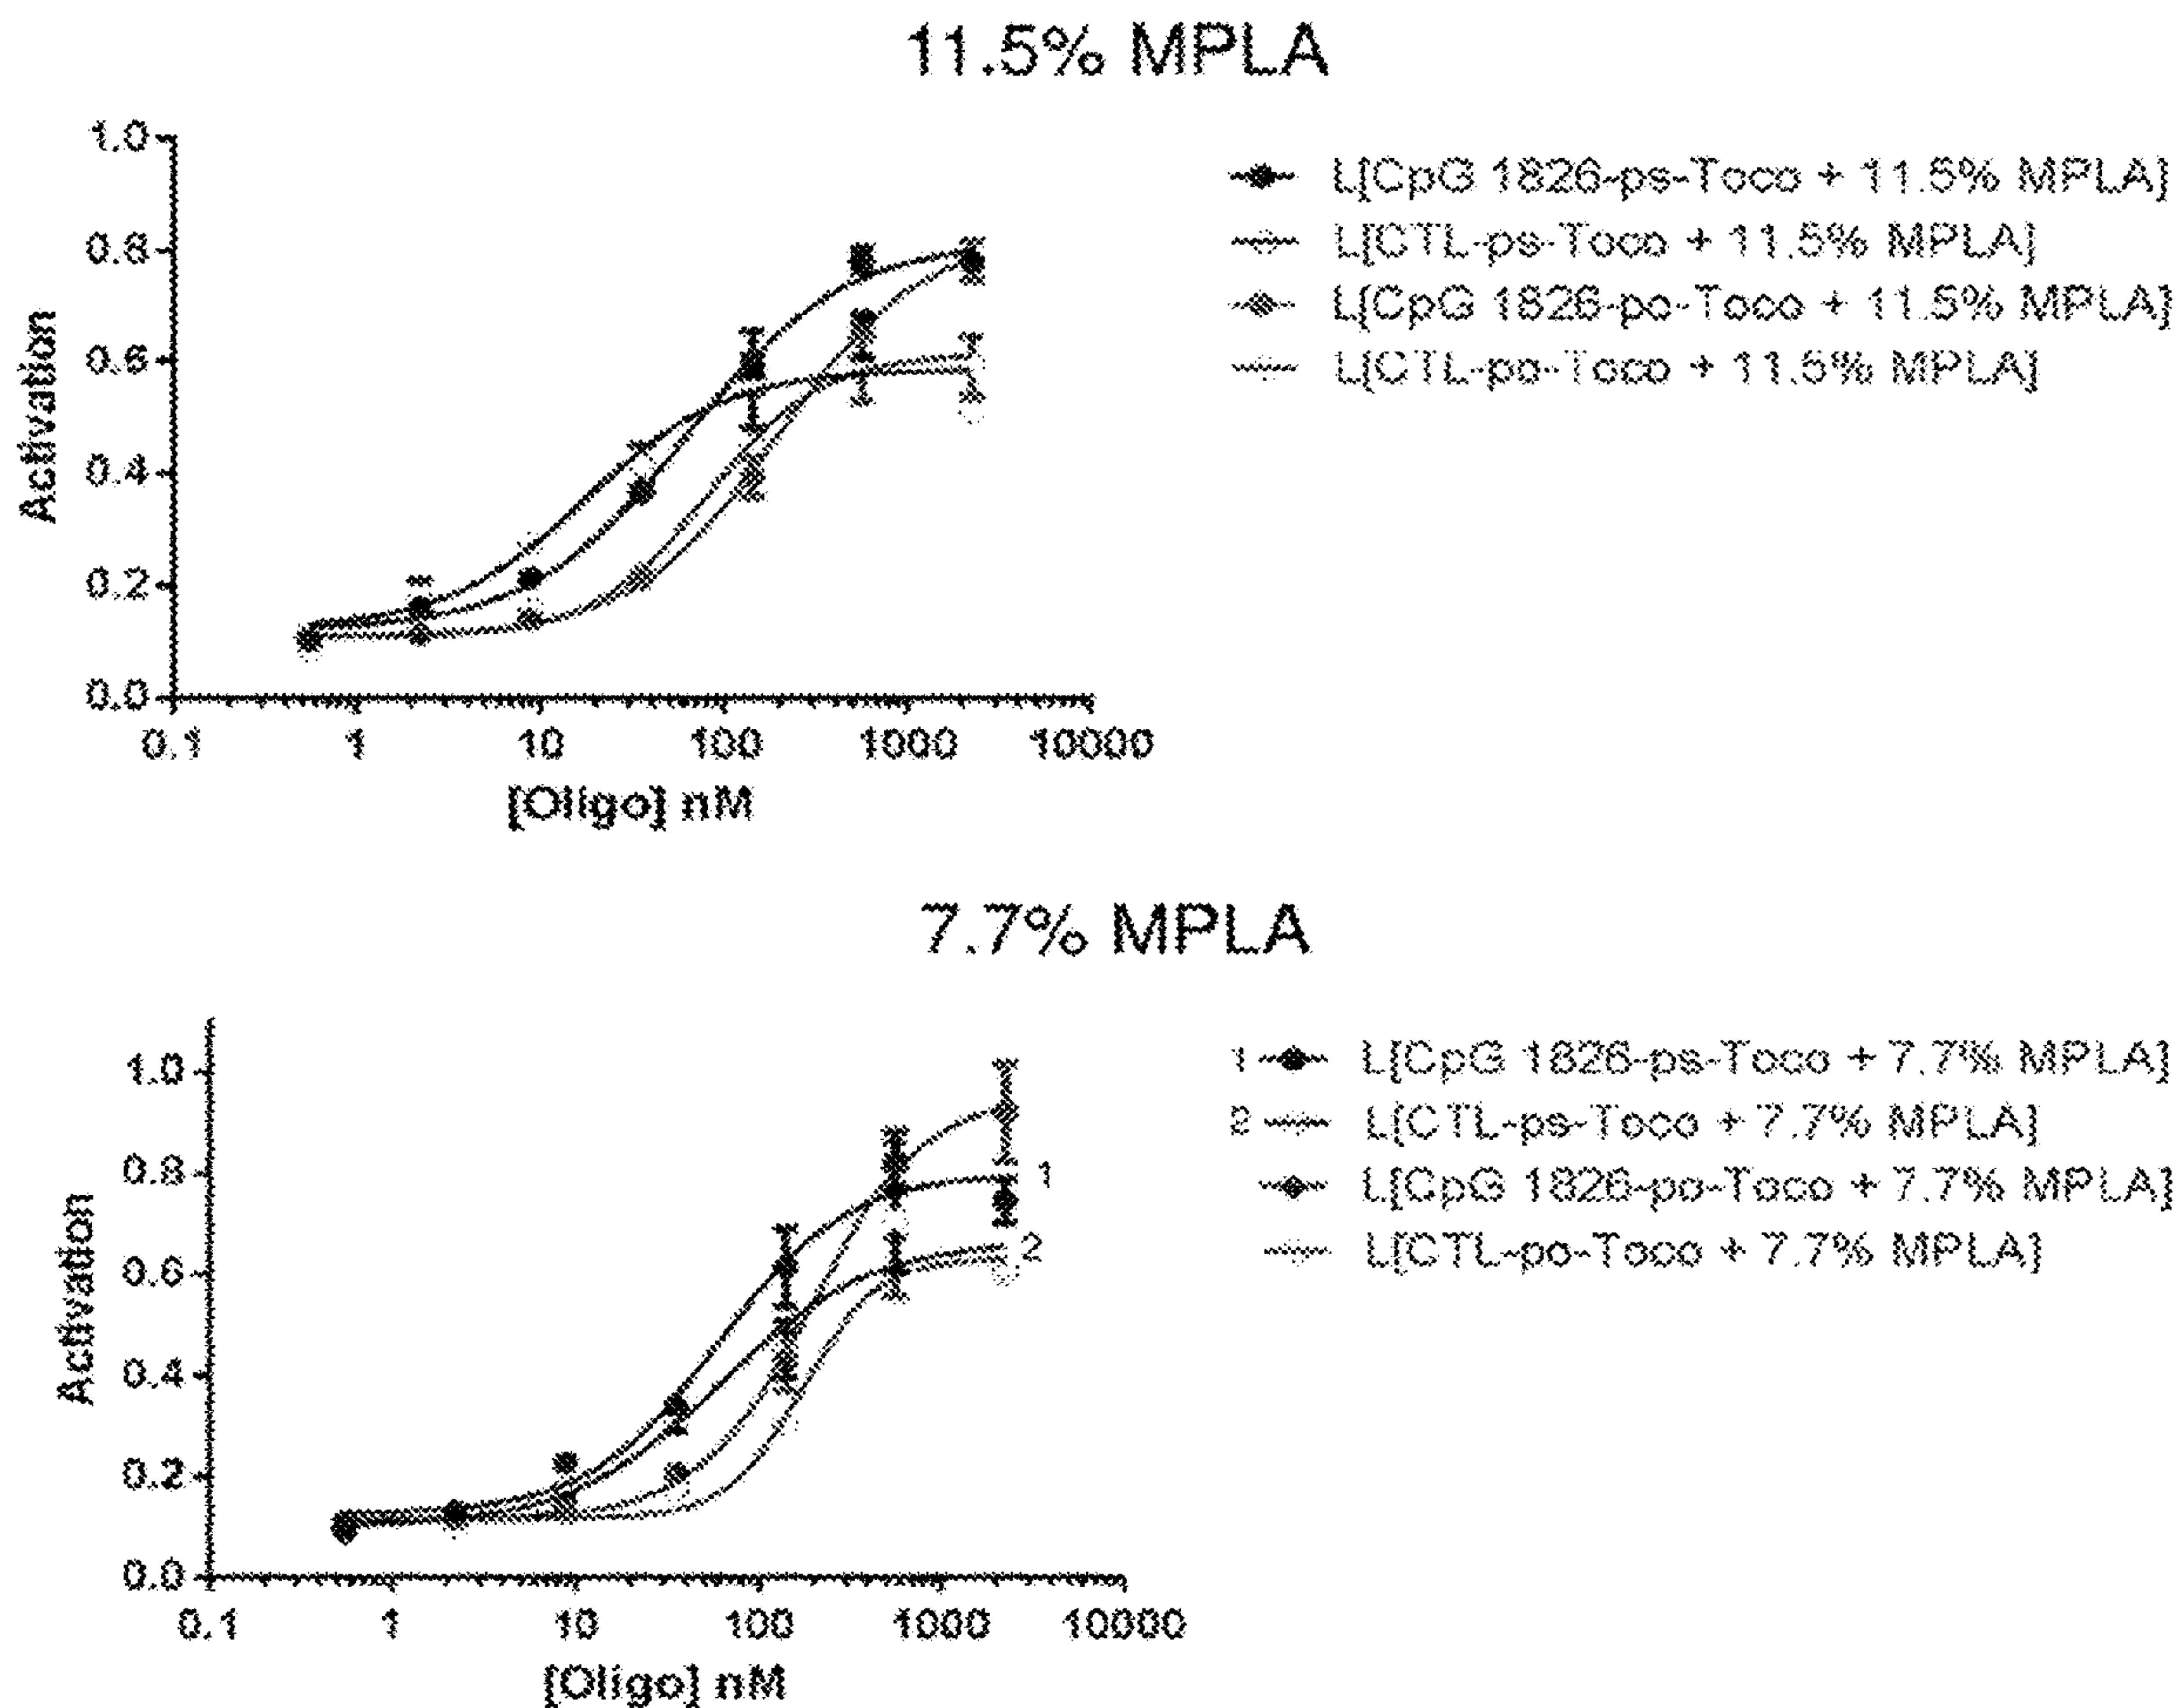 11.5% MPLA
1.0
0.8
0.6
0.4
0.2
0.0
Activation
0.1 1 10 100 1000 10000
[Oligo] nM
L[CpG 1826-ps-Toco + 11.5% MPLA]
L[CTL-ps-Toco + 11.5% MPLA]
L[CpG 1826-po-Toco + 11.5% MPLA]
L[CTL-po-Toco + 11.5% MPLA]
7.7% MPLA
1.0
0.8
0.6
0.4
0.2
0.0
Activation
1
2
0.1 1 10 100 1000 10000
[Oligo] nM
1 L[CpG 1826-ps-Toco + 7.7% MPLA]
2 L[CTL-ps-Toco + 7.7% MPLA]
L[CpG 1826-po-Toco + 7.7% MPLA]
L[CTL-po-Toco + 7.7% MPLA]